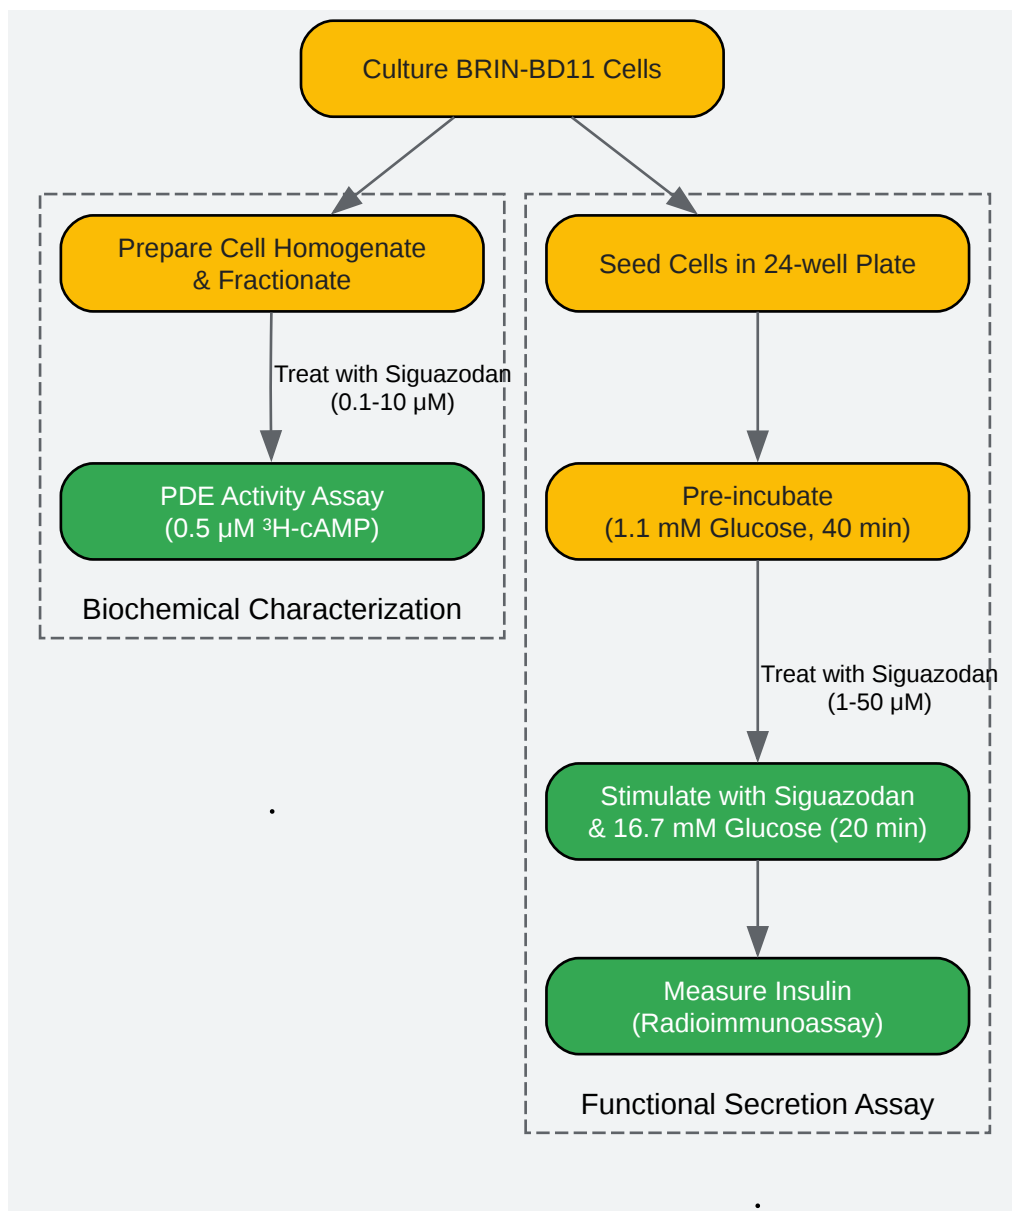 Culture BRIN-BD11 Cells
Prepare Cell Homogenate
& Fractionate
Treat with Siguazodan
(0.1-10 μM)
PDE Activity Assay
(0.5 μM ³H-cAMP)
Biochemical Characterization
Seed Cells in 24-well Plate
Pre-incubate
(1.1 mM Glucose, 40 min)
Treat with Siguazodan
(1-50 μM)
Stimulate with Siguazodan
& 16.7 mM Glucose (20 min)
Measure Insulin
(Radioimmunoassay)
Functional Secretion Assay